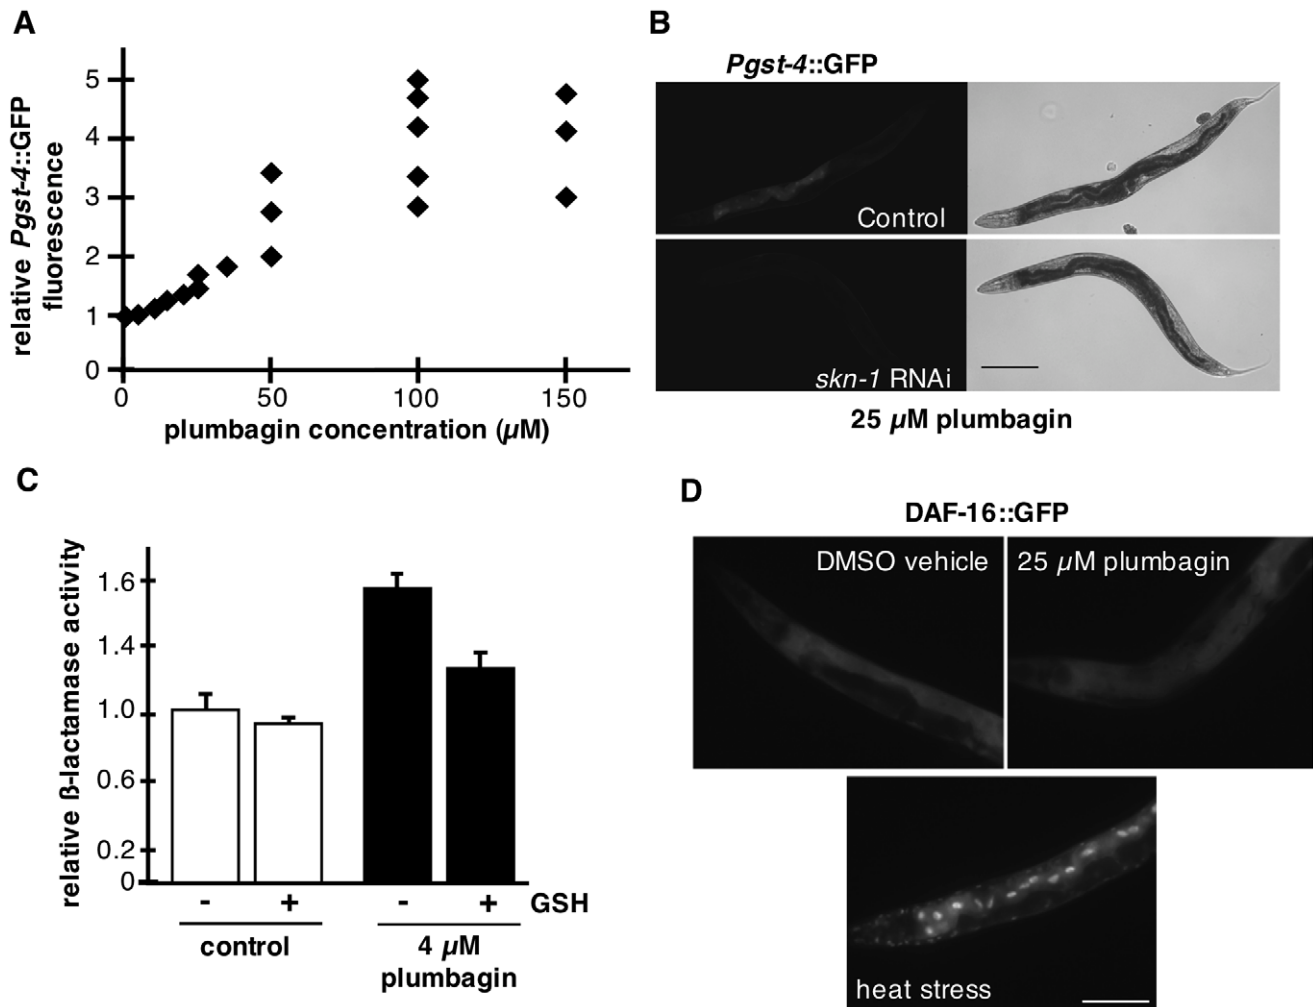 A
relative Pgst-4::GFP
fluorescence
5
4
3
2
1
0
0 50 100 150
plumbagin concentration (µM)
B
Pgst-4::GFP
Control
skn-1 RNAi
25 µM plumbagin
C
relative ß-lactamase activity
1.6
1.4
1.0
0.6
0.2
0
- + - + GSH
control
4 µM
plumbagin
D
DAF-16::GFP
DMSO vehicle
25 µM plumbagin
heat stress